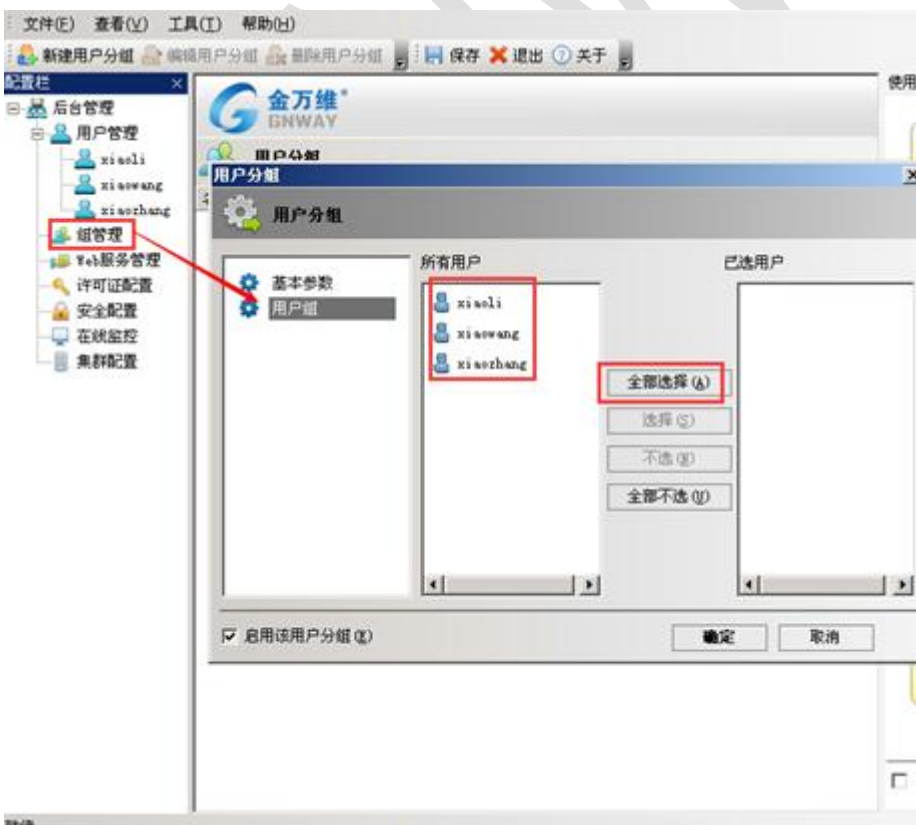 文件(F) 查看(V) 工具(T) 帮助(H)
新建用户分组 编辑用户分组 删除用户分组 保存 退出 关于
配置栏 ×
使用
后台管理
用户管理
xiaoli
xiaowang
xiaozhang
组管理
Web服务管理
许可证配置
安全配置
在线监控
集群配置
金万维
GNWAY
用户分组
用户分组
用户分组
基本参数
用户组
所有用户
xiaoli
xiaowang
xiaozhang
全部选择(A)
选择(S)
不选(N)
全部不选(U)
已选用户
启用该用户分组(E)
确定 取消